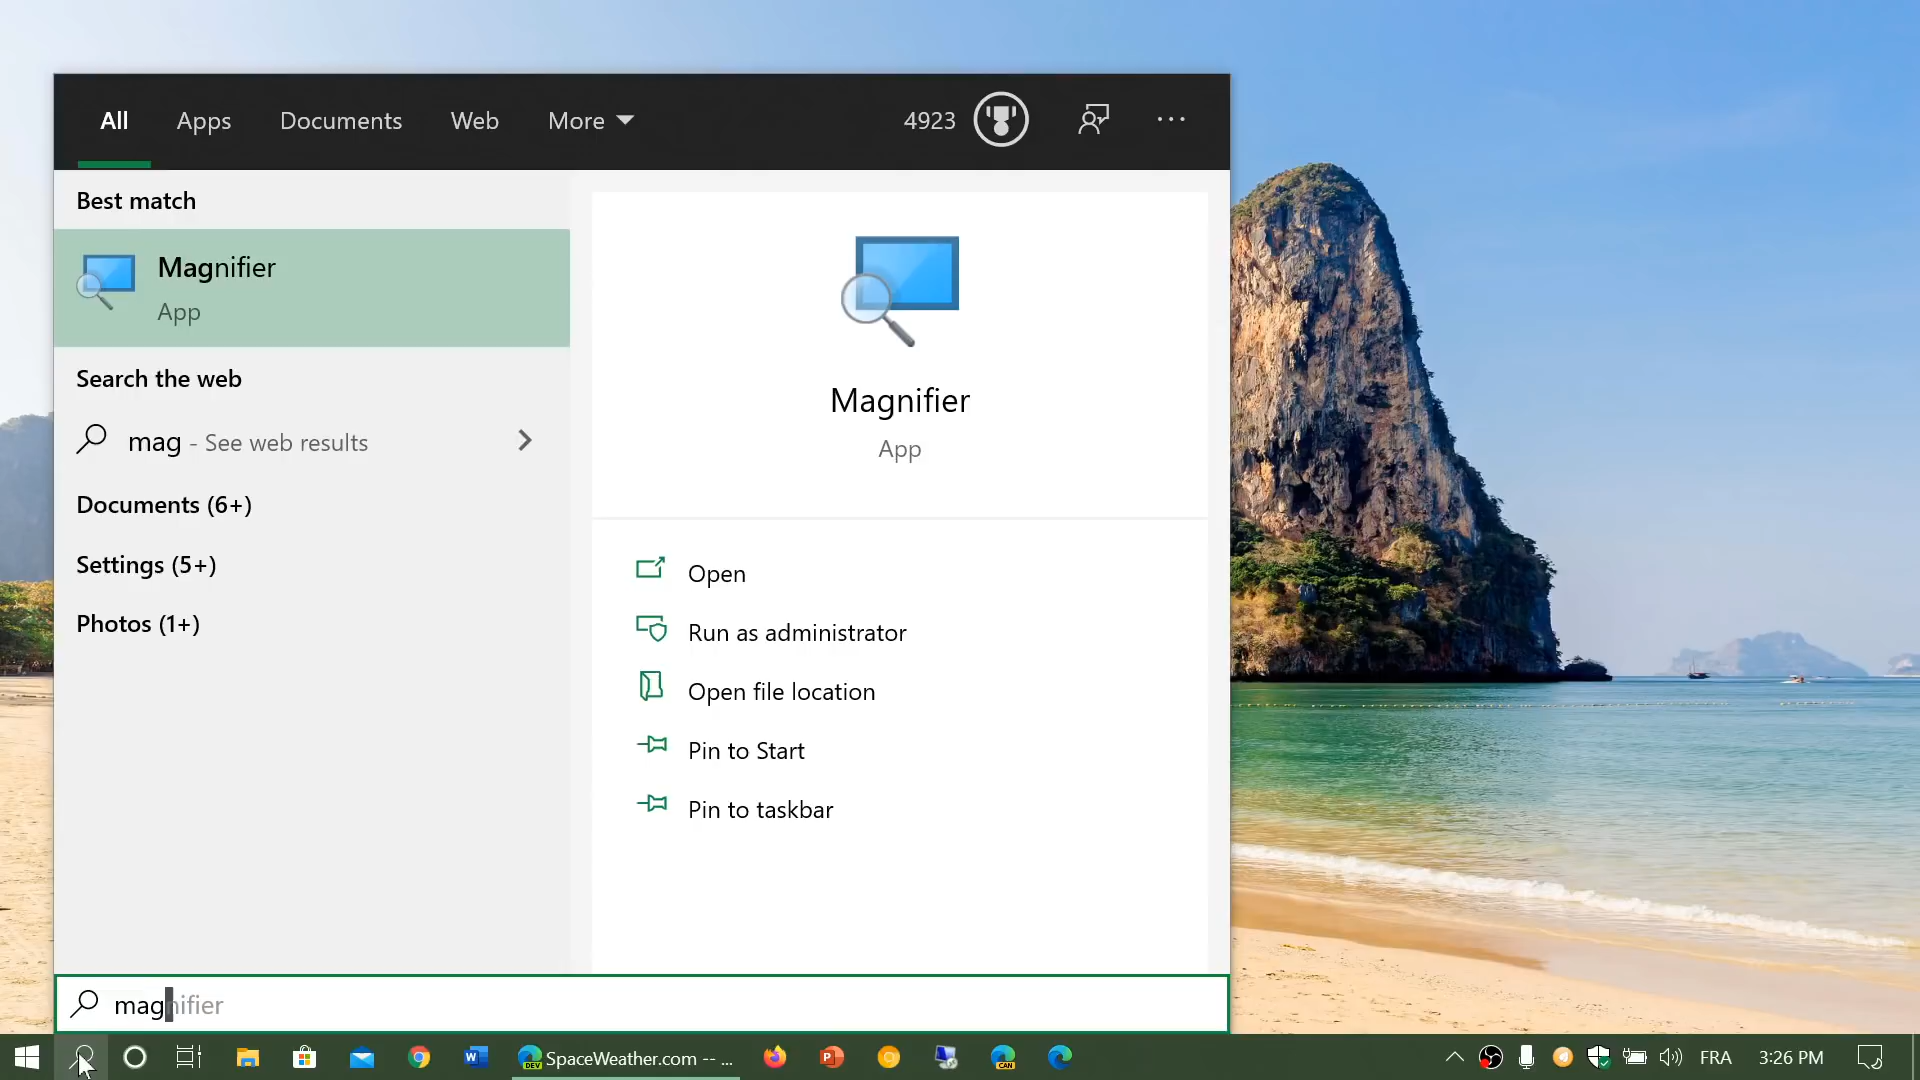 All Apps Documents Web More 4923 ...
Best match
Magnifier
App
Search the web
mag - See web results
Documents (6+)
Settings (5+)
Photos (1+)
Magnifier
App
Open
Run as administrator
Open file location
Pin to Start
Pin to taskbar
magnifier
W DEV SpaceWeather.com -- ... P CAN FRA 3:26 PM